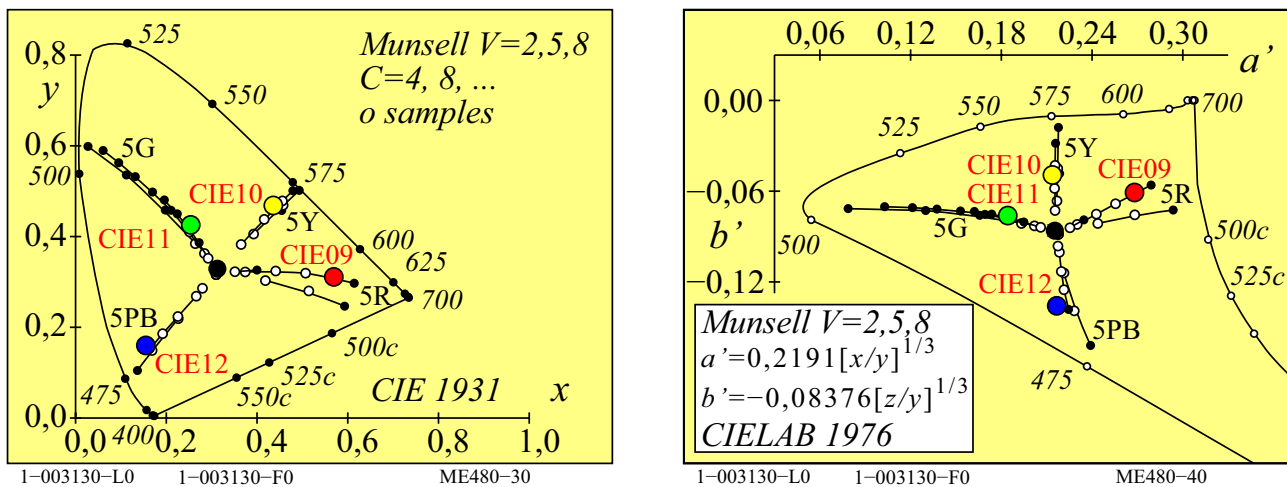 0,8
y
0,6
0,4
0,2
0,0
0,0
0,2
0,4
0,6
0,8
1,0
x
525
550
575
600
625
700
500
475
400
500c
525c
550c
Munsell V=2,5,8
C=4, 8, ...
o samples
5G
5Y
5R
5PB
CIE10
CIE11
CIE09
CIE12
CIE 1931
1−003130−L0 1−003130−F0 ME480−30
0,06 0,12 0,18 0,24 0,30
a’
0,00
−0,06
b’
−0,12
525
550
575
600
700
500
475
500c
525c
5Y
5R
5G
5PB
CIE10
CIE11
CIE09
CIE12
Munsell V=2,5,8
a’=0,2191[x/y]1/3
b’=−0,08376[z/y]1/3
CIELAB 1976
1−003130−L0 1−003130−F0 ME480−40